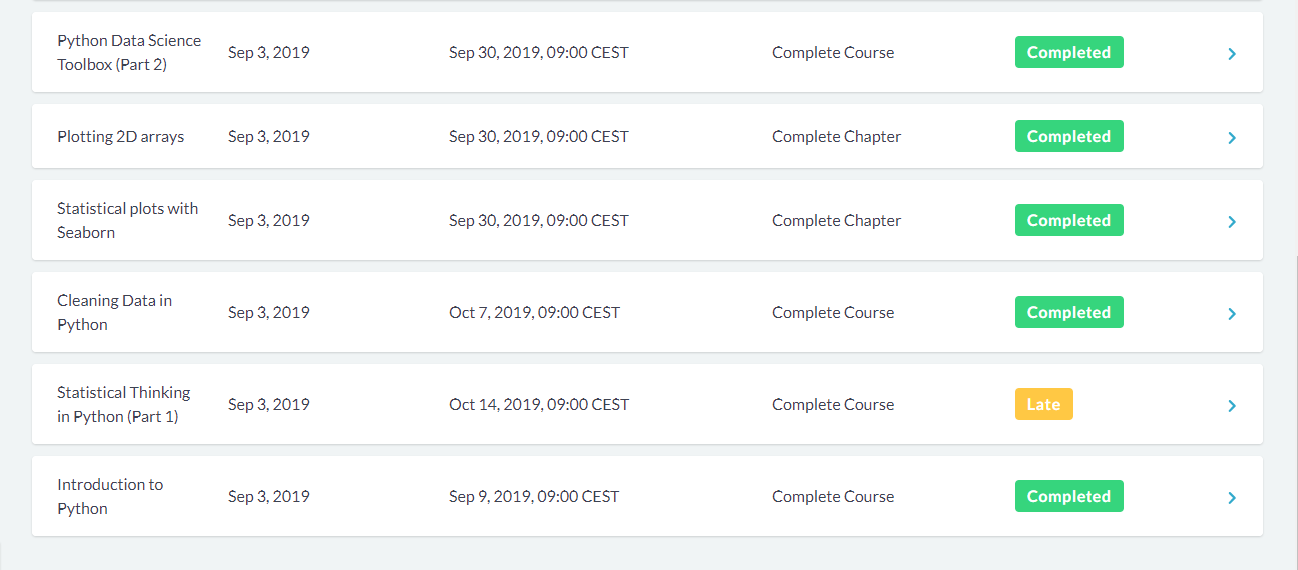 Python Data Science
Toolbox (Part 2)
Sep 3, 2019
Sep 30, 2019, 09:00 CEST
Complete Course
Completed
Plotting 2D arrays
Sep 3, 2019
Sep 30, 2019, 09:00 CEST
Complete Chapter
Completed
Statistical plots with
Seaborn
Sep 3, 2019
Sep 30, 2019, 09:00 CEST
Complete Chapter
Completed
Cleaning Data in
Python
Sep 3, 2019
Oct 7, 2019, 09:00 CEST
Complete Course
Completed
Statistical Thinking
in Python (Part 1)
Sep 3, 2019
Oct 14, 2019, 09:00 CEST
Complete Course
Late
Introduction to
Python
Sep 3, 2019
Sep 9, 2019, 09:00 CEST
Complete Course
Completed